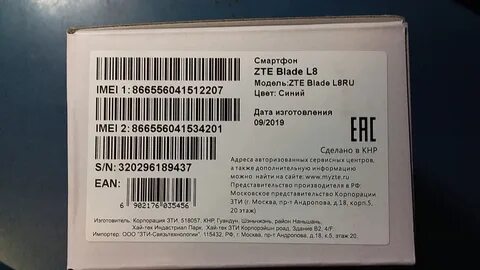 Смартфон
ZTE Blade L8
Модель:ZTE Blade L8RU
Цвет: Синий
IMEI 1:866556041512207
Дата изготовления
09/2019
IMEI 2:866556041534201
EAC
Сделано в КНР
S/N: 320296189437
Адреса авторизованных сервисных центров,
а также дополнительную информацию
можно найти на сайте: www.myzte.ru
Представительство производителя в РФ:
Московское представительство Корпорации
ЗТИ (г. Москва, пр-т Андропова, д.18, корп.5,
20 этаж)
EAN:
6 902176 035456
Изготовитель: Корпорация ЗТИ, 518057, КНР, Гуандун, Шэньчжэнь, район Наньшань,
Хай-тек Индастриал Парк, Хай-тек ЗТИ Корпорэйшн роад, Здание В2, 4/F.
Импортер: ООО "ЗТИ-Связьтехнологии", 115432, РФ, г. Москва, пр-т Андропова, д.18, корп.5, этаж 20.